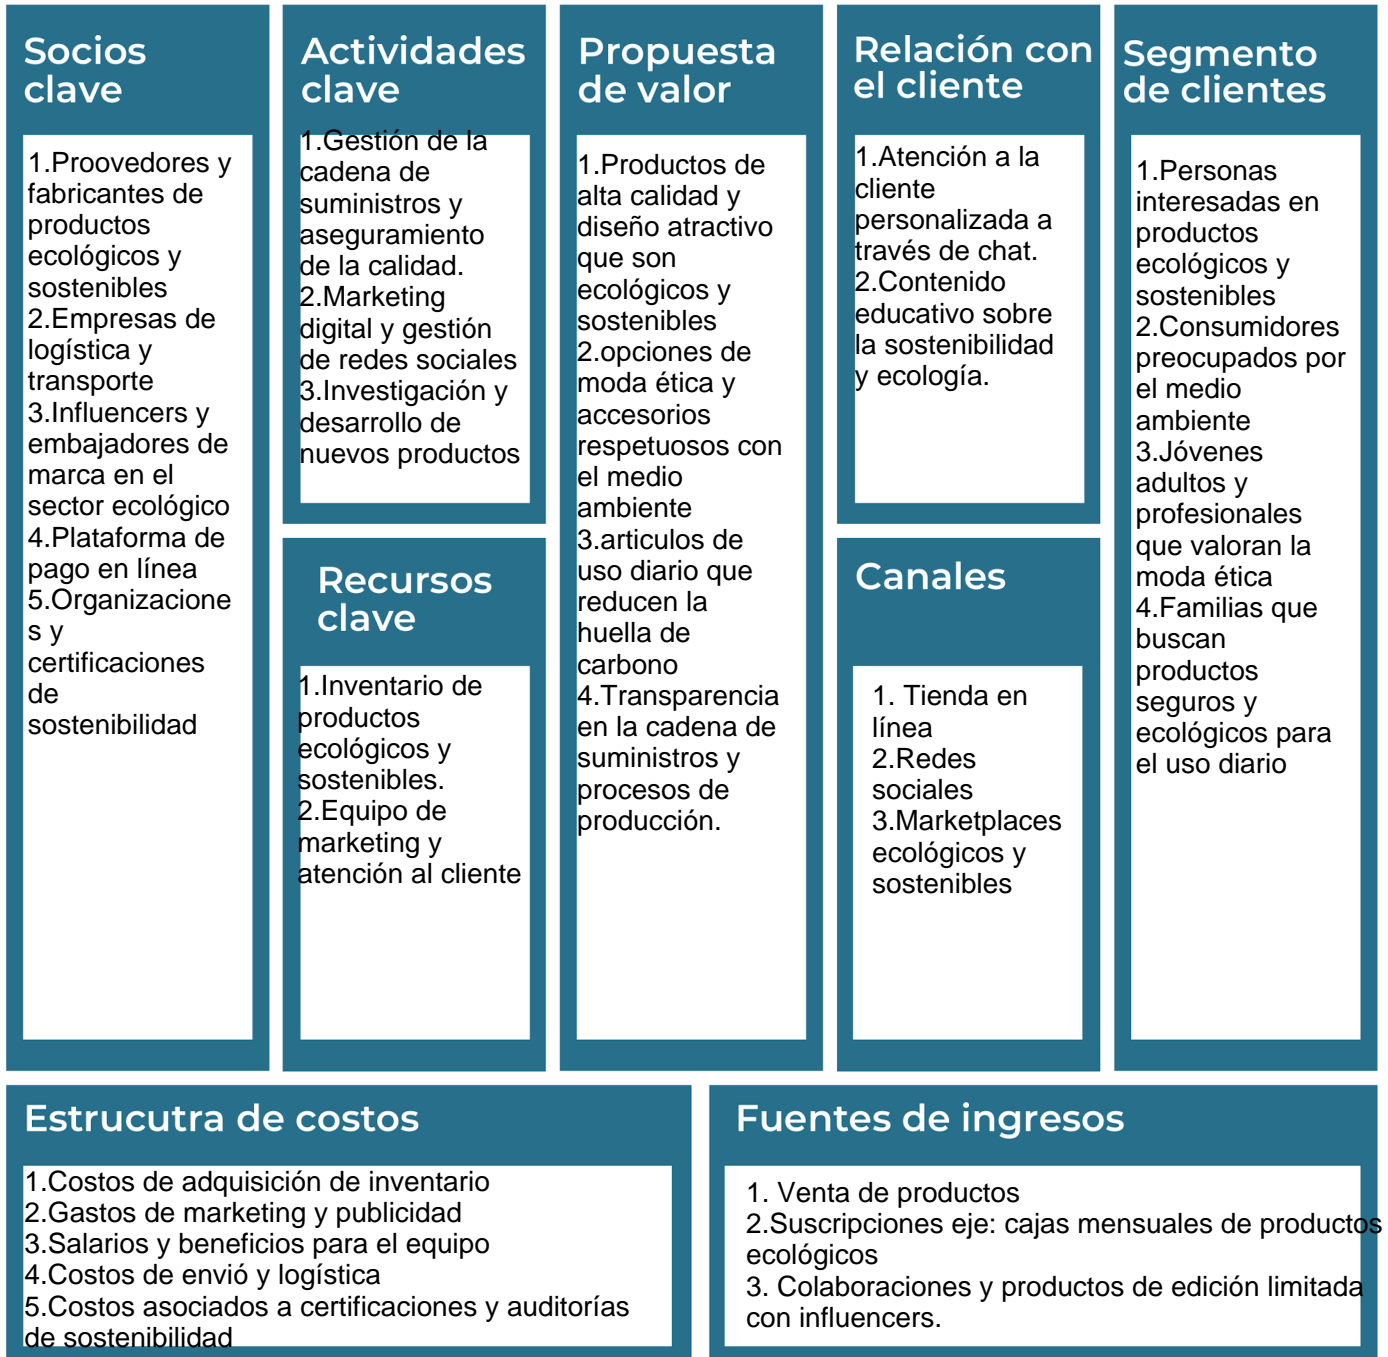 Socios
clave
1.Proovedores y
fabricantes de
productos
ecológicos y
sostenibles
2.Empresas de
logística y
transporte
3.Influencers y
embajadores de
marca en el
sector ecológico
4.Plataforma de
pago en línea
5.Organizacione
s y
certificaciones
de
sostenibilidad
Actividades
clave
1.Gestión de la
cadena de
suministros y
aseguramiento
de la calidad.
2.Marketing
digital y gestión
de redes sociales
3.Investigación y
desarrollo de
nuevos productos
Recursos
clave
1.Inventario de
productos
ecológicos y
sostenibles.
2.Equipo de
marketing y
atención al cliente
Propuesta
de valor
1.Productos de
alta calidad y
diseño atractivo
que son
ecológicos y
sostenibles
2.opciones de
moda ética y
accesorios
respetuosos con
el medio
ambiente
3.articulos de
uso diario que
reducen la
huella de
carbono
4.Transparencia
en la cadena de
suministros y
procesos de
producción.
Relación con
el cliente
1.Atención a la
cliente
personalizada a
través de chat.
2.Contenido
educativo sobre
la sostenibilidad
y ecología.
Canales
1. Tienda en
línea
2.Redes
sociales
3.Marketplaces
ecológicos y
sostenibles
Segmento
de clientes
1.Personas
interesadas en
productos
ecológicos y
sostenibles
2.Consumidores
preocupados por
el medio
ambiente
3.Jóvenes
adultos y
profesionales
que valoran la
moda ética
4.Familias que
buscan
productos
seguros y
ecológicos para
el uso diario
Estrucutra de costos
1.Costos de adquisición de inventario
2.Gastos de marketing y publicidad
3.Salarios y beneficios para el equipo
4.Costos de envió y logística
5.Costos asociados a certificaciones y auditorías
de sostenibilidad
Fuentes de ingresos
1. Venta de productos
2.Suscripciones eje: cajas mensuales de productos
ecológicos
3. Colaboraciones y productos de edición limitada
con influencers.